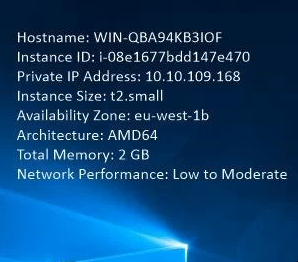 Hostname: WIN-QBA94KB3IOF
Instance ID: i-08e1677bdd147e470
Private IP Address: 10.10.109.168
Instance Size: t2.small
Availability Zone: eu-west-1b
Architecture: AMD64
Total Memory: 2 GB
Network Performance: Low to Moderate